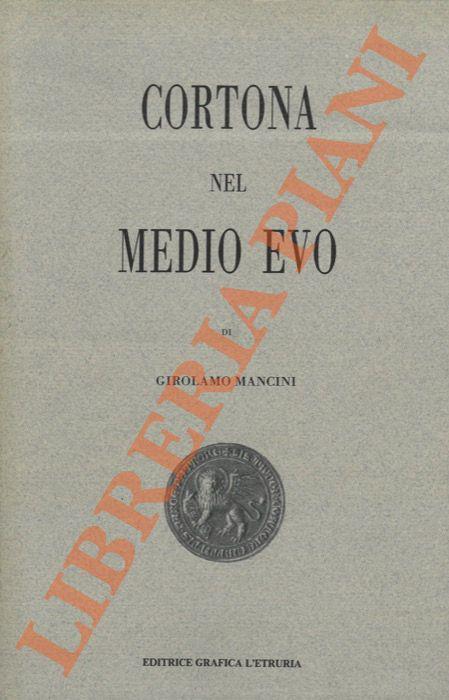 CORTONA
NEL
MEDIO EVO
DI
GIROLAMO MANCINI
EDITRICE GRAFICA L'ETRURIA
LIBRERIA PIANI